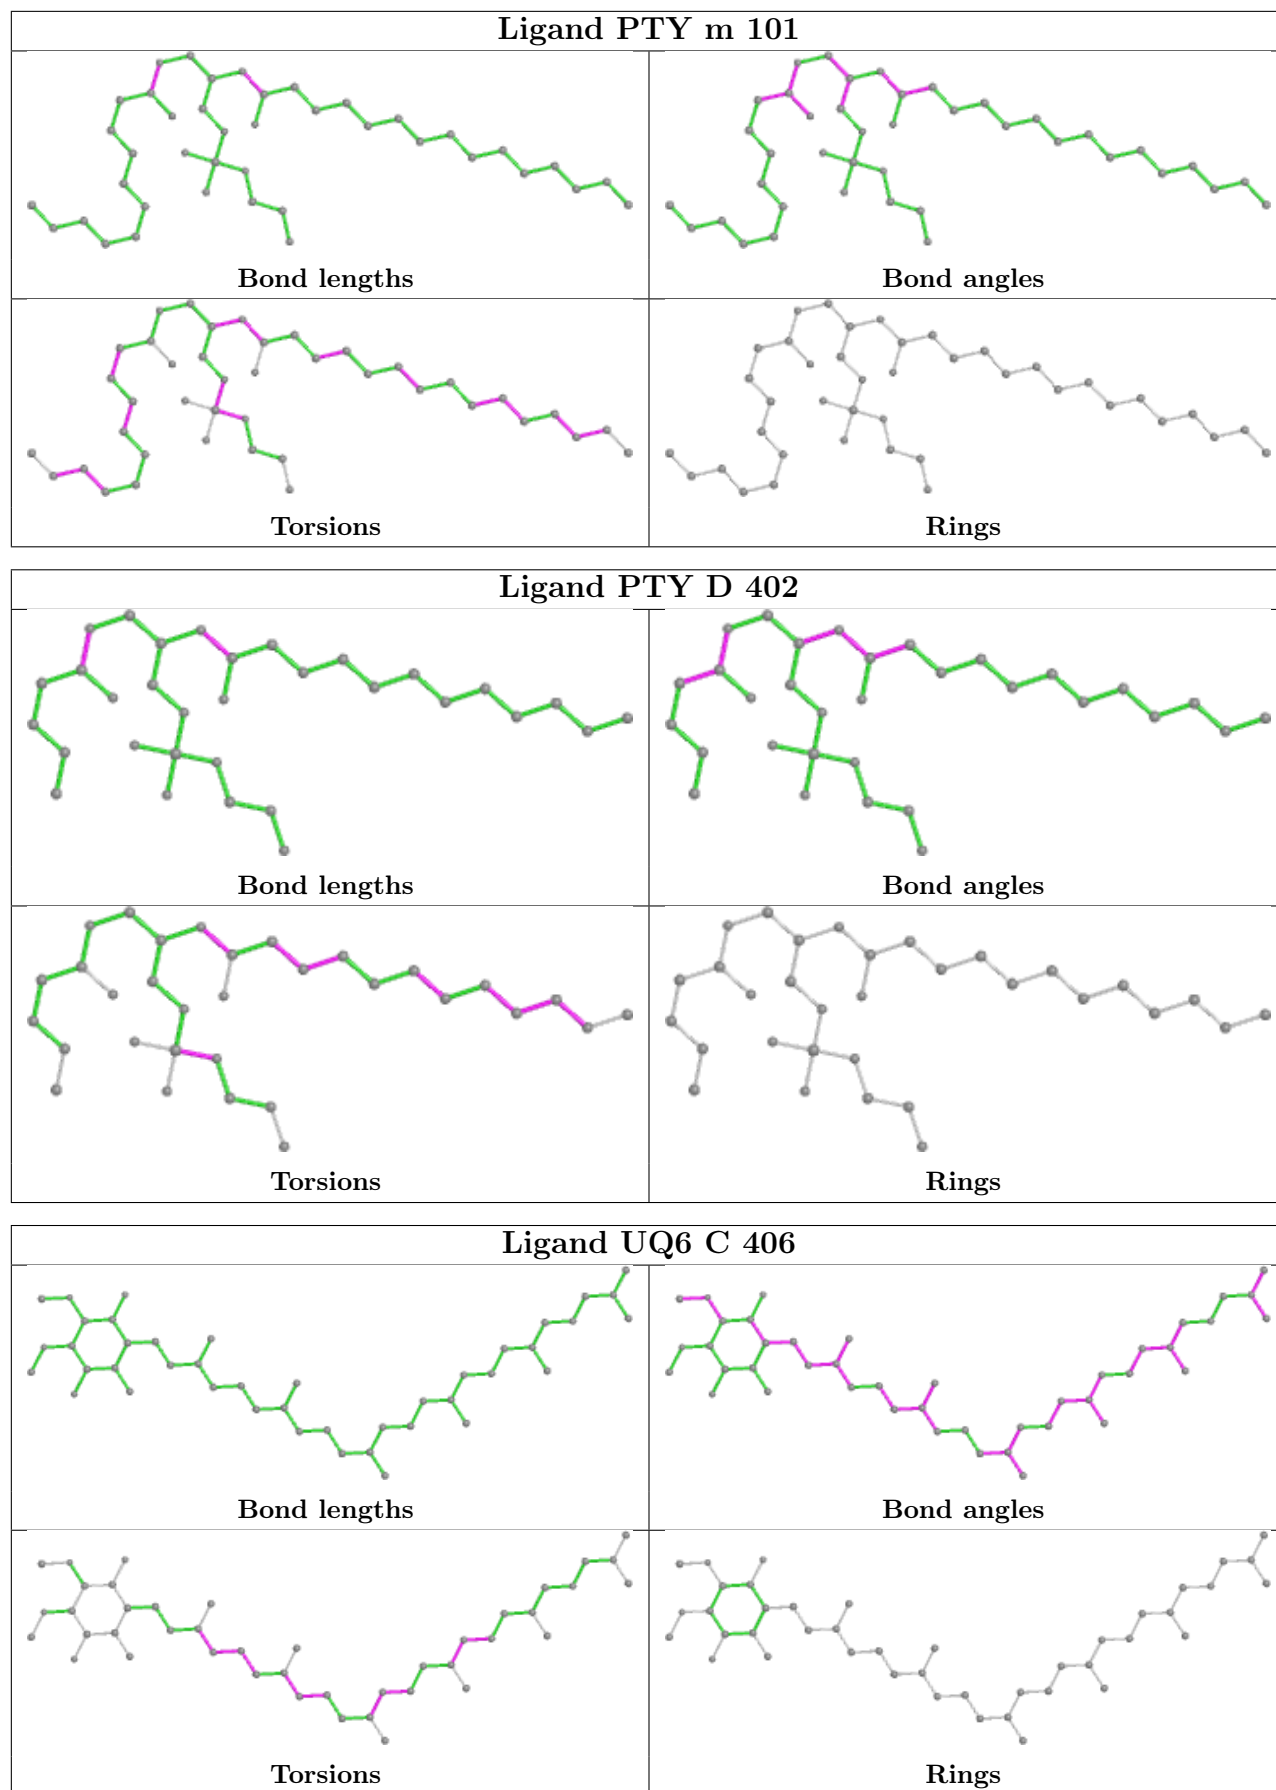 Ligand PTY m 101
Bond lengths
Bond angles
Torsions
Rings
Ligand PTY D 402
Bond lengths
Bond angles
Torsions
Rings
Ligand UQ6 C 406
Bond lengths
Bond angles
Torsions
Rings